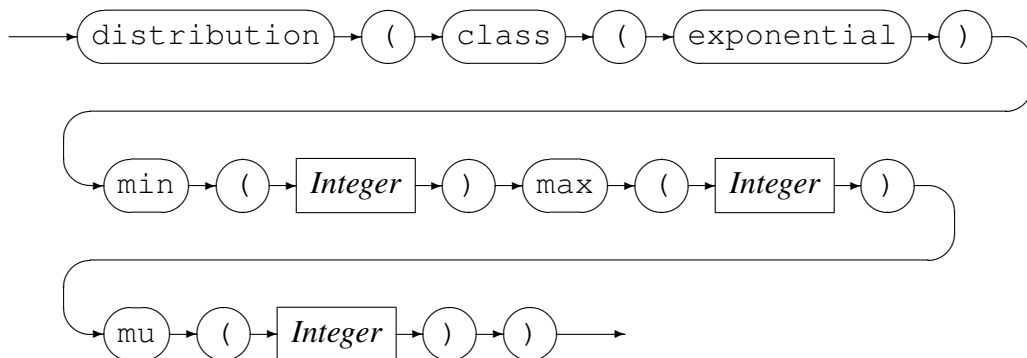 distribution ( class ( exponential )
min ( Integer ) max ( Integer )
mu ( Integer ) )